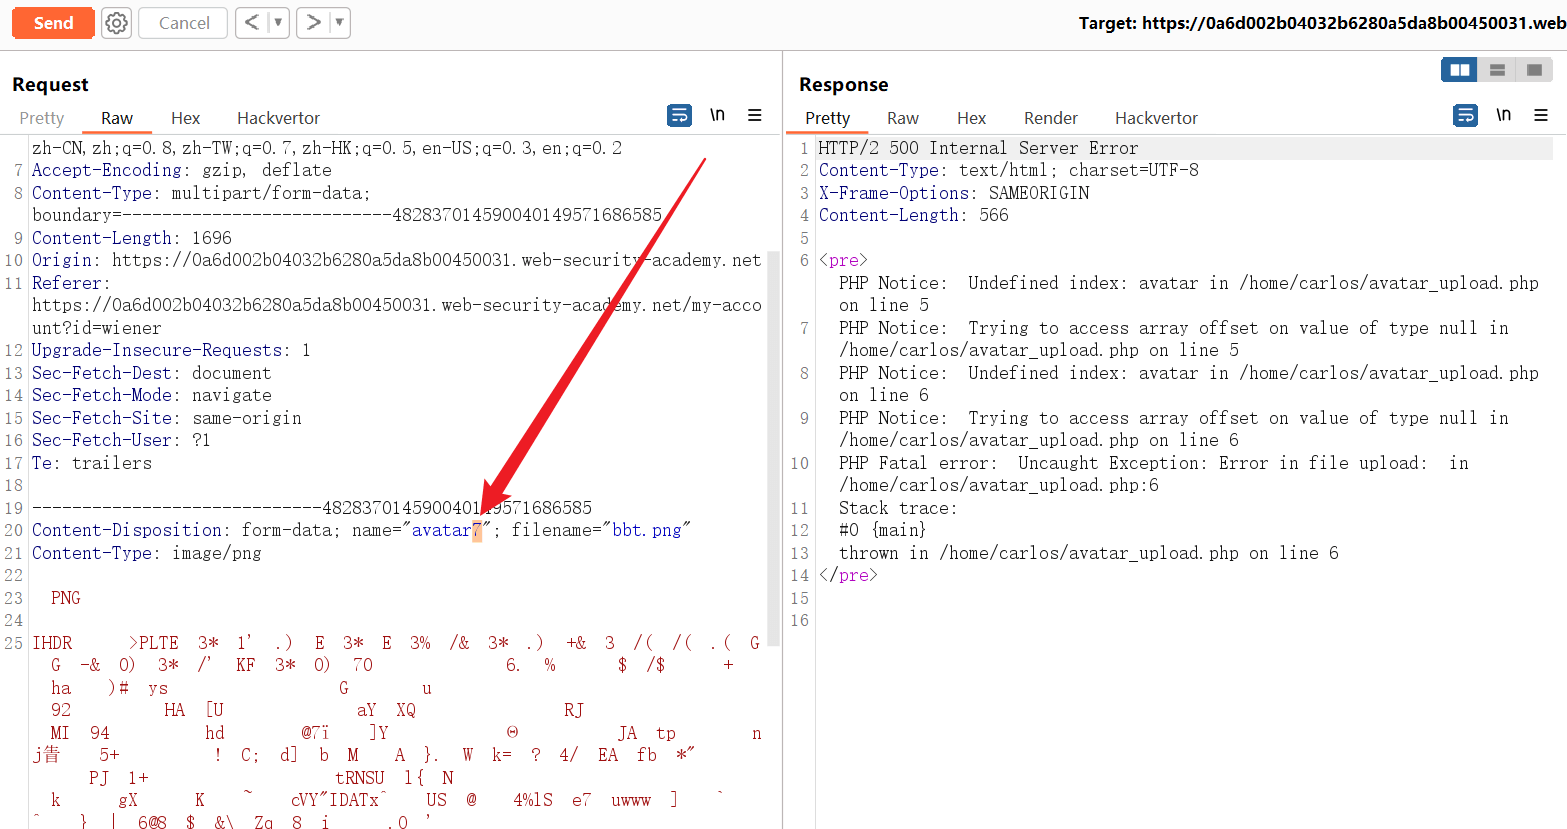 Send
Cancel
<
>
Target: https://0a6d002b04032b6280a5da8b00450031.web
Request
Pretty Raw Hex Hackvertor
\n
zh-CN,zh;q=0.8,zh-TW;q=0.7,zh-HK;q=0.5,en-US;q=0.3,en;q=0.2
7 Accept-Encoding: gzip, deflate
8 Content-Type: multipart/form-data;
boundary=---------------------------482837014590040149571686585
9 Content-Length: 1696
10 Origin: https://0a6d002b04032b6280a5da8b00450031.web-security-academy.net
11 Referer:
https://0a6d002b04032b6280a5da8b00450031.web-security-academy.net/my-acco
unt?id=wiener
12 Upgrade-Insecure-Requests: 1
13 Sec-Fetch-Dest: document
14 Sec-Fetch-Mode: navigate
15 Sec-Fetch-Site: same-origin
16 Sec-Fetch-User: ?1
17 Te: trailers
18
19 -----------------------------482837014590040149571686585
20 Content-Disposition: form-data; name="avatar7"; filename="bbt.png"
21 Content-Type: image/png
22
23 PNG
24
25 IHDR >PLTE 3* 1' .) E 3* E 3% /& 3* .) +& 3 /( /( .( G
G -& 0) 3* /' KF 3* 0) 70 6. % $ /$ +
ha )# ys G u
92 HA [U aY XQ RJ
MI 94 hd @7ï ]Y Θ JA tp n
5+ ! C; d] b M A }. W k= ? 4/ EA fb *"
PJ 1+ tRNSU l{ N
k gX K ~ cVY"IDATx^ US @ 4%lS e7 uwww ] `
^ } | 6@8 $ &\ Zq 8 i .0 '
Response
Pretty Raw Hex Render Hackvertor
\n
1 HTTP/2 500 Internal Server Error
2 Content-Type: text/html; charset=UTF-8
3 X-Frame-Options: SAMEORIGIN
4 Content-Length: 566
5
6 <pre>
PHP Notice:  Undefined index: avatar in /home/carlos/avatar_upload.php
on line 5
7 PHP Notice:  Trying to access array offset on value of type null in
/home/carlos/avatar_upload.php on line 5
8 PHP Notice:  Undefined index: avatar in /home/carlos/avatar_upload.php
on line 6
9 PHP Notice:  Trying to access array offset on value of type null in
/home/carlos/avatar_upload.php on line 6
10 PHP Fatal error:  Uncaught Exception: Error in file upload:  in
/home/carlos/avatar_upload.php:6
11 Stack trace:
12 #0 {main}
13 thrown in /home/carlos/avatar_upload.php on line 6
14 </pre>
15
16